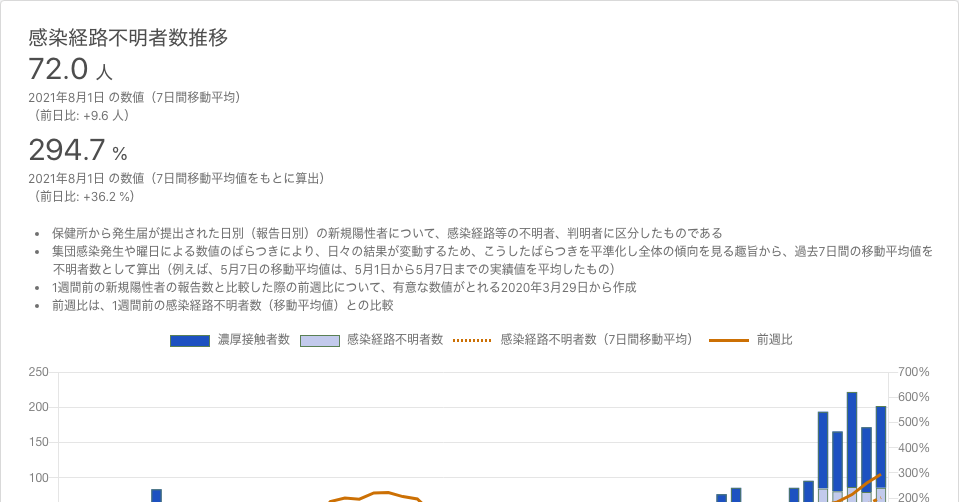 感染経路不明者数推移
72.0 人
2021年8月1日 の数値（7日間移動平均）
（前日比: +9.6 人）
294.7 %
2021年8月1日 の数値（7日間移動平均値をもとに算出）
（前日比: +36.2 %）
• 保健所から発生届が提出された日別（報告日別）の新規陽性者について、感染経路等の不明者、判明者に区分したものである
• 集団感染発生や曜日による数値のばらつきにより、日々の結果が変動するため、こうしたばらつきを平準化し全体の傾向を見る趣旨から、過去7日間の移動平均値を
不明者数として算出（例えば、5月7日の移動平均値は、5月1日から5月7日までの実績値を平均したもの）
• 1週間前の新規陽性者の報告数と比較した際の前週比について、有意な数値がとれる2020年3月29日から作成
• 前週比は、1週間前の感染経路不明者数（移動平均値）との比較
濃厚接触者数 感染経路不明者数 感染経路不明者数（7日間移動平均） 前週比
250 700%
600%
200
500%
150
400%
100 300%
200%